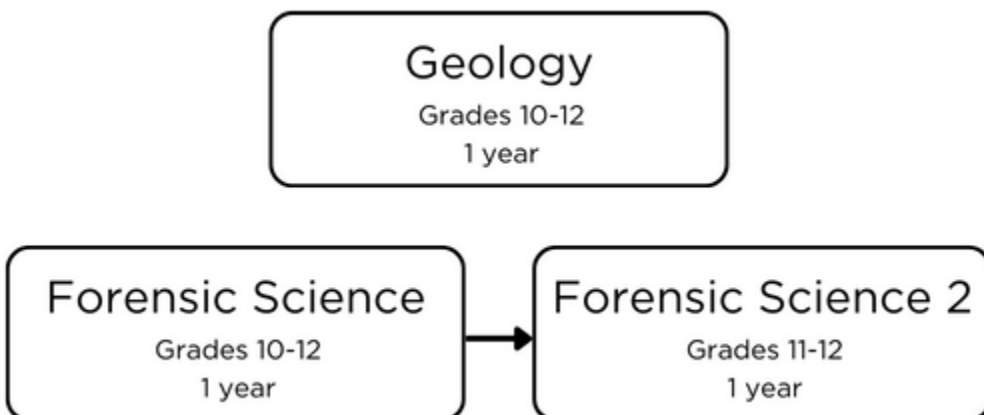 Geology
Grades 10-12
1 year
Forensic Science
Grades 10-12
1 year
Forensic Science 2
Grades 11-12
1 year